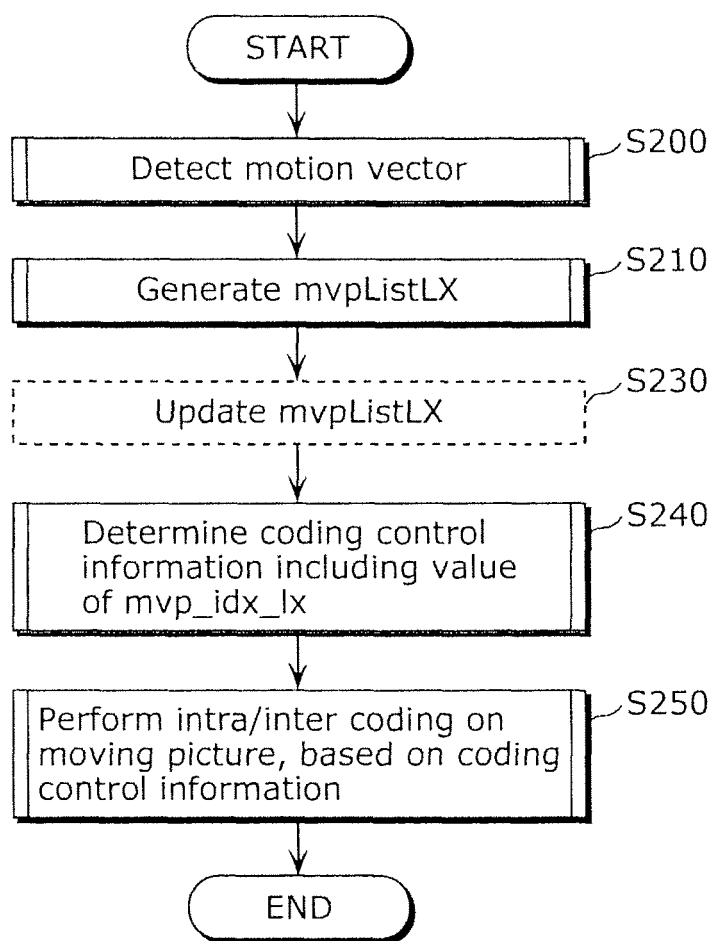 START
Detect motion vector
S200
Generate mvpListLX
S210
Update mvpListLX
S230
Determine coding control
information including value
of mvp_idx_lx
S240
Perform intra/inter coding on
moving picture, based on coding
control information
S250
END